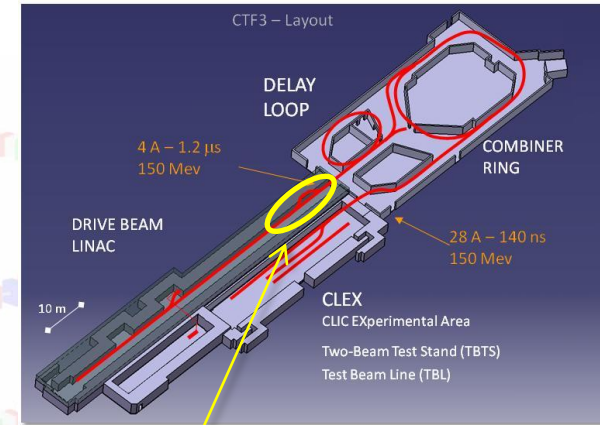 CTF3 – Layout
DELAY
LOOP
4 A – 1.2 μs
150 Mev
COMBINER
RING
DRIVE BEAM
LINAC
28 A – 140 ns
150 Mev
10 m
CLEX
CLIC EXperimental Area
Two-Beam Test Stand (TBTS)
Test Beam Line (TBL)